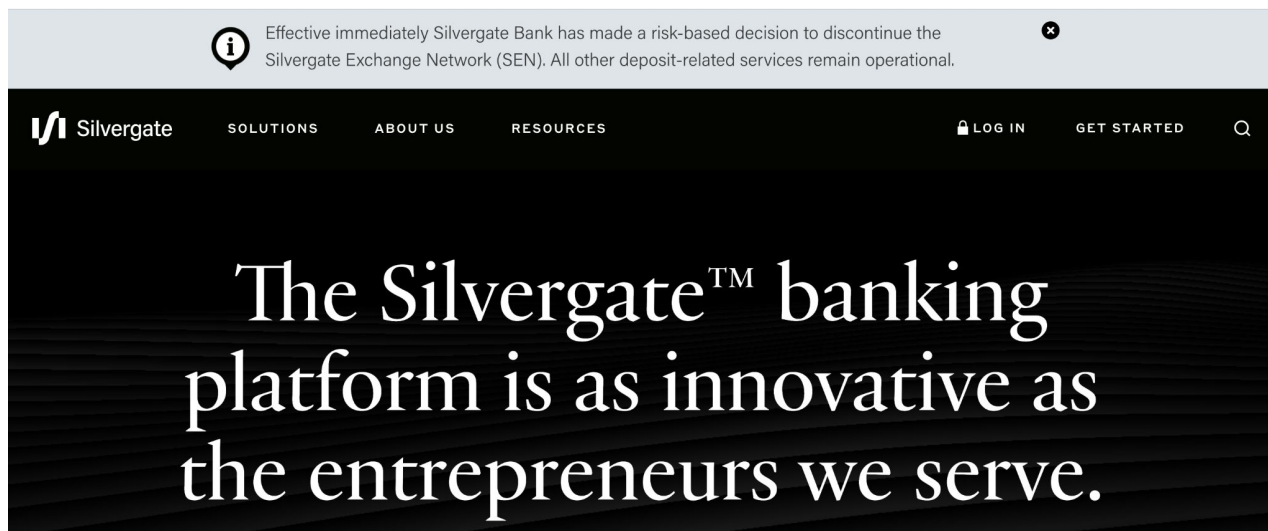 Effective immediately Silvergate Bank has made a risk-based decision to discontinue the
Silvergate Exchange Network (SEN). All other deposit-related services remain operational.
Silvergate SOLUTIONS ABOUT US RESOURCES LOG IN GET STARTED
The Silvergate™ banking
platform is as innovative as
the entrepreneurs we serve.